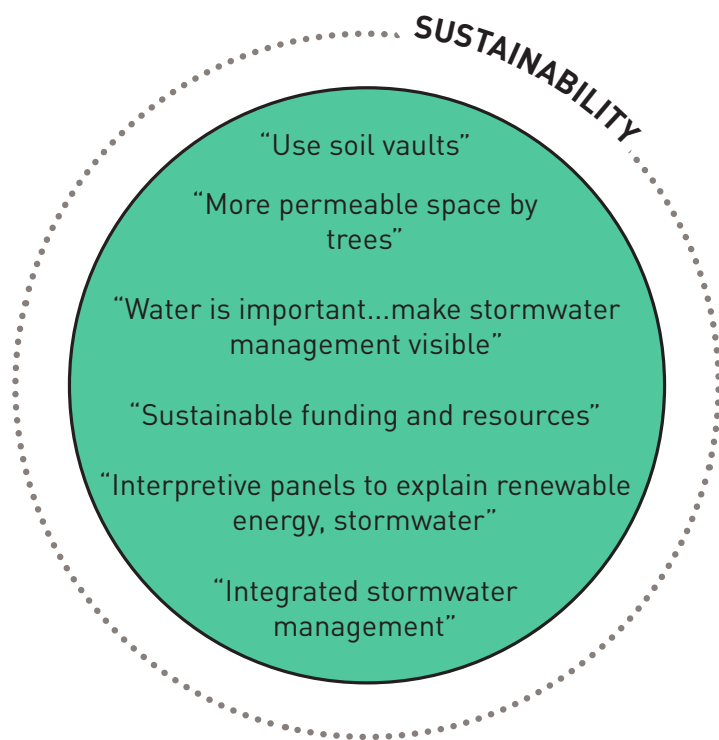 SUSTAINABILITY
“Use soil vaults”
“More permeable space by
trees”
“Water is important...make stormwater
management visible”
“Sustainable funding and resources”
“Interpretive panels to explain renewable
energy, stormwater”
“Integrated stormwater
management”